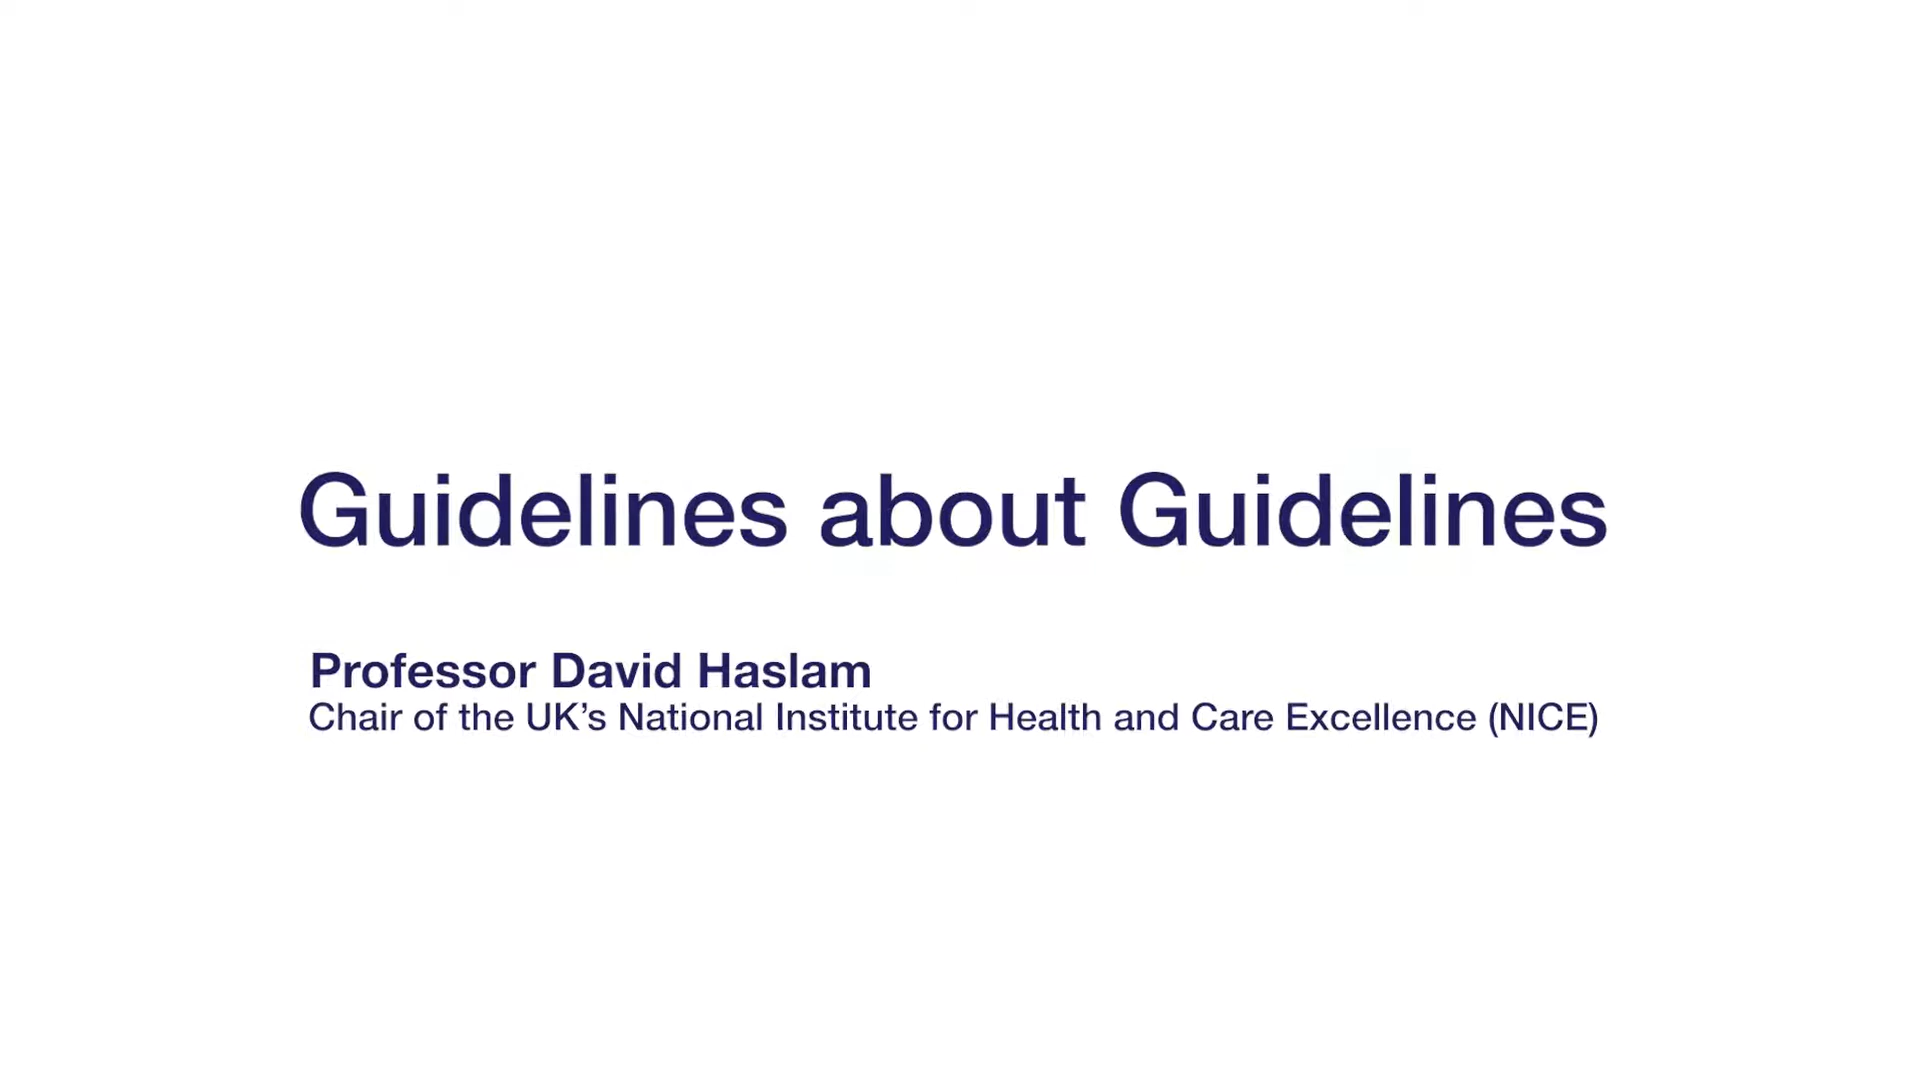 Guidelines about Guidelines
Professor David Haslam
Chair of the UK’s National Institute for Health and Care Excellence (NICE)